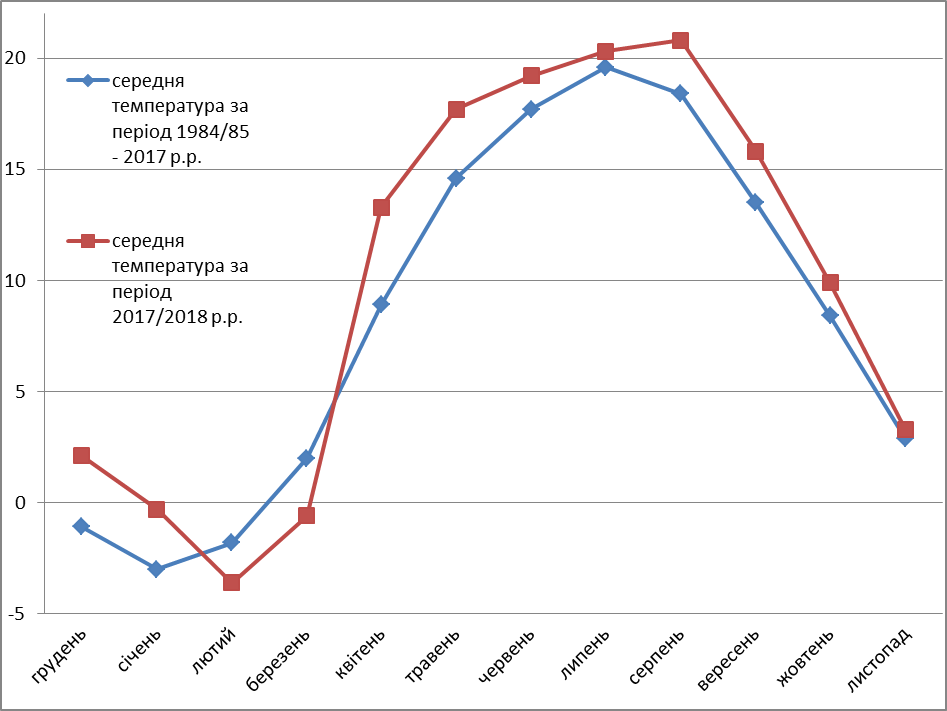 20
15
10
5
0
-5
середня
температура за
період 1984/85
- 2017 р.р.
середня
температура за
період
2017/2018 р.р.
грудень
січень
лютий
березень
квітень
травень
червень
липень
серпень
вересень
жовтень
листопад